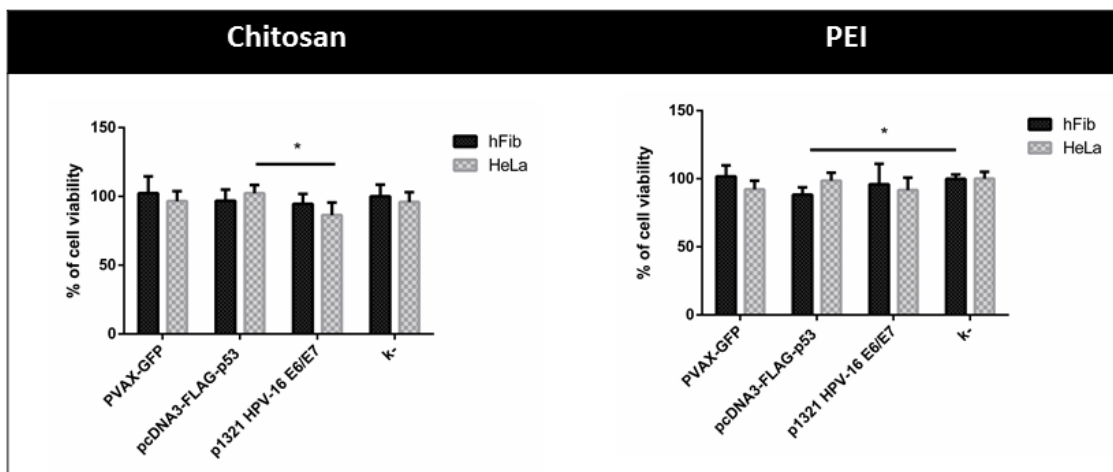 Chitosan
PEI
% of cell viability
150
100
50
0
*
hFib
HeLa
PVAX-GFP
pcDNA3-FLAG-p53
p1321 HPV-16 E6/E7
k-
% of cell viability
150
100
50
0
*
hFib
HeLa
PVAX-GFP
pcDNA3-FLAG-p53
p1321 HPV-16 E6/E7
k-